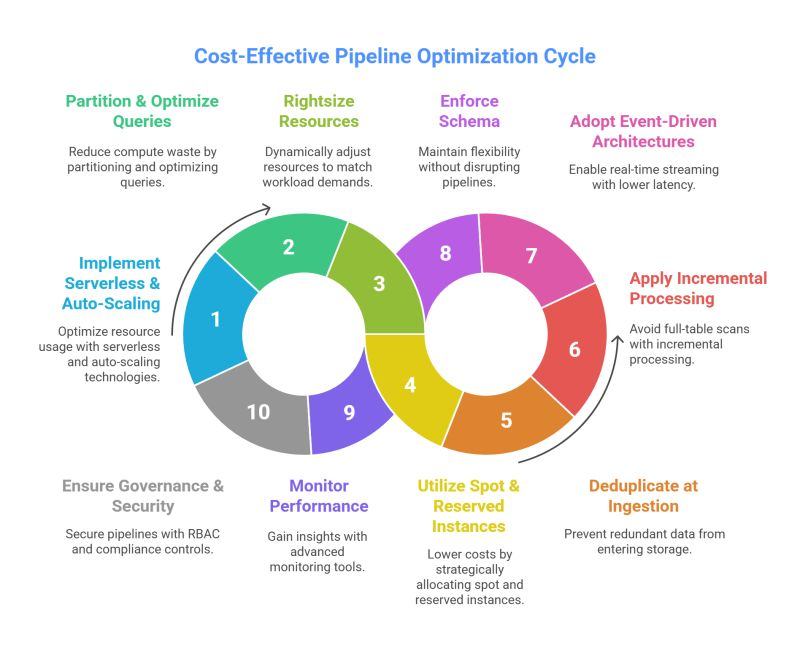 Cost-Effective Pipeline Optimization Cycle
Partition & Optimize
Queries
Reduce compute waste by
partitioning and optimizing
queries.
Rightsize
Resources
Dynamically adjust
resources to match
workload demands.
Enforce
Schema
Maintain flexibility
without disrupting
pipelines.
Adopt Event-Driven
Architectures
Enable real-time streaming
with lower latency.
Implement
Serverless &
Auto-Scaling
Optimize resource
usage with serverless
and auto-scaling
technologies.
1
2
3
8
7
6
4
5
10
9
Apply Incremental
Processing
Avoid full-table scans
with incremental
processing.
Ensure Governance &
Security
Secure pipelines with RBAC
and compliance controls.
Monitor
Performance
Gain insights with
advanced
monitoring tools.
Utilize Spot &
Reserved
Instances
Lower costs by
strategically
allocating spot and
reserved instances.
Deduplicate at
Ingestion
Prevent redundant data from
entering storage.